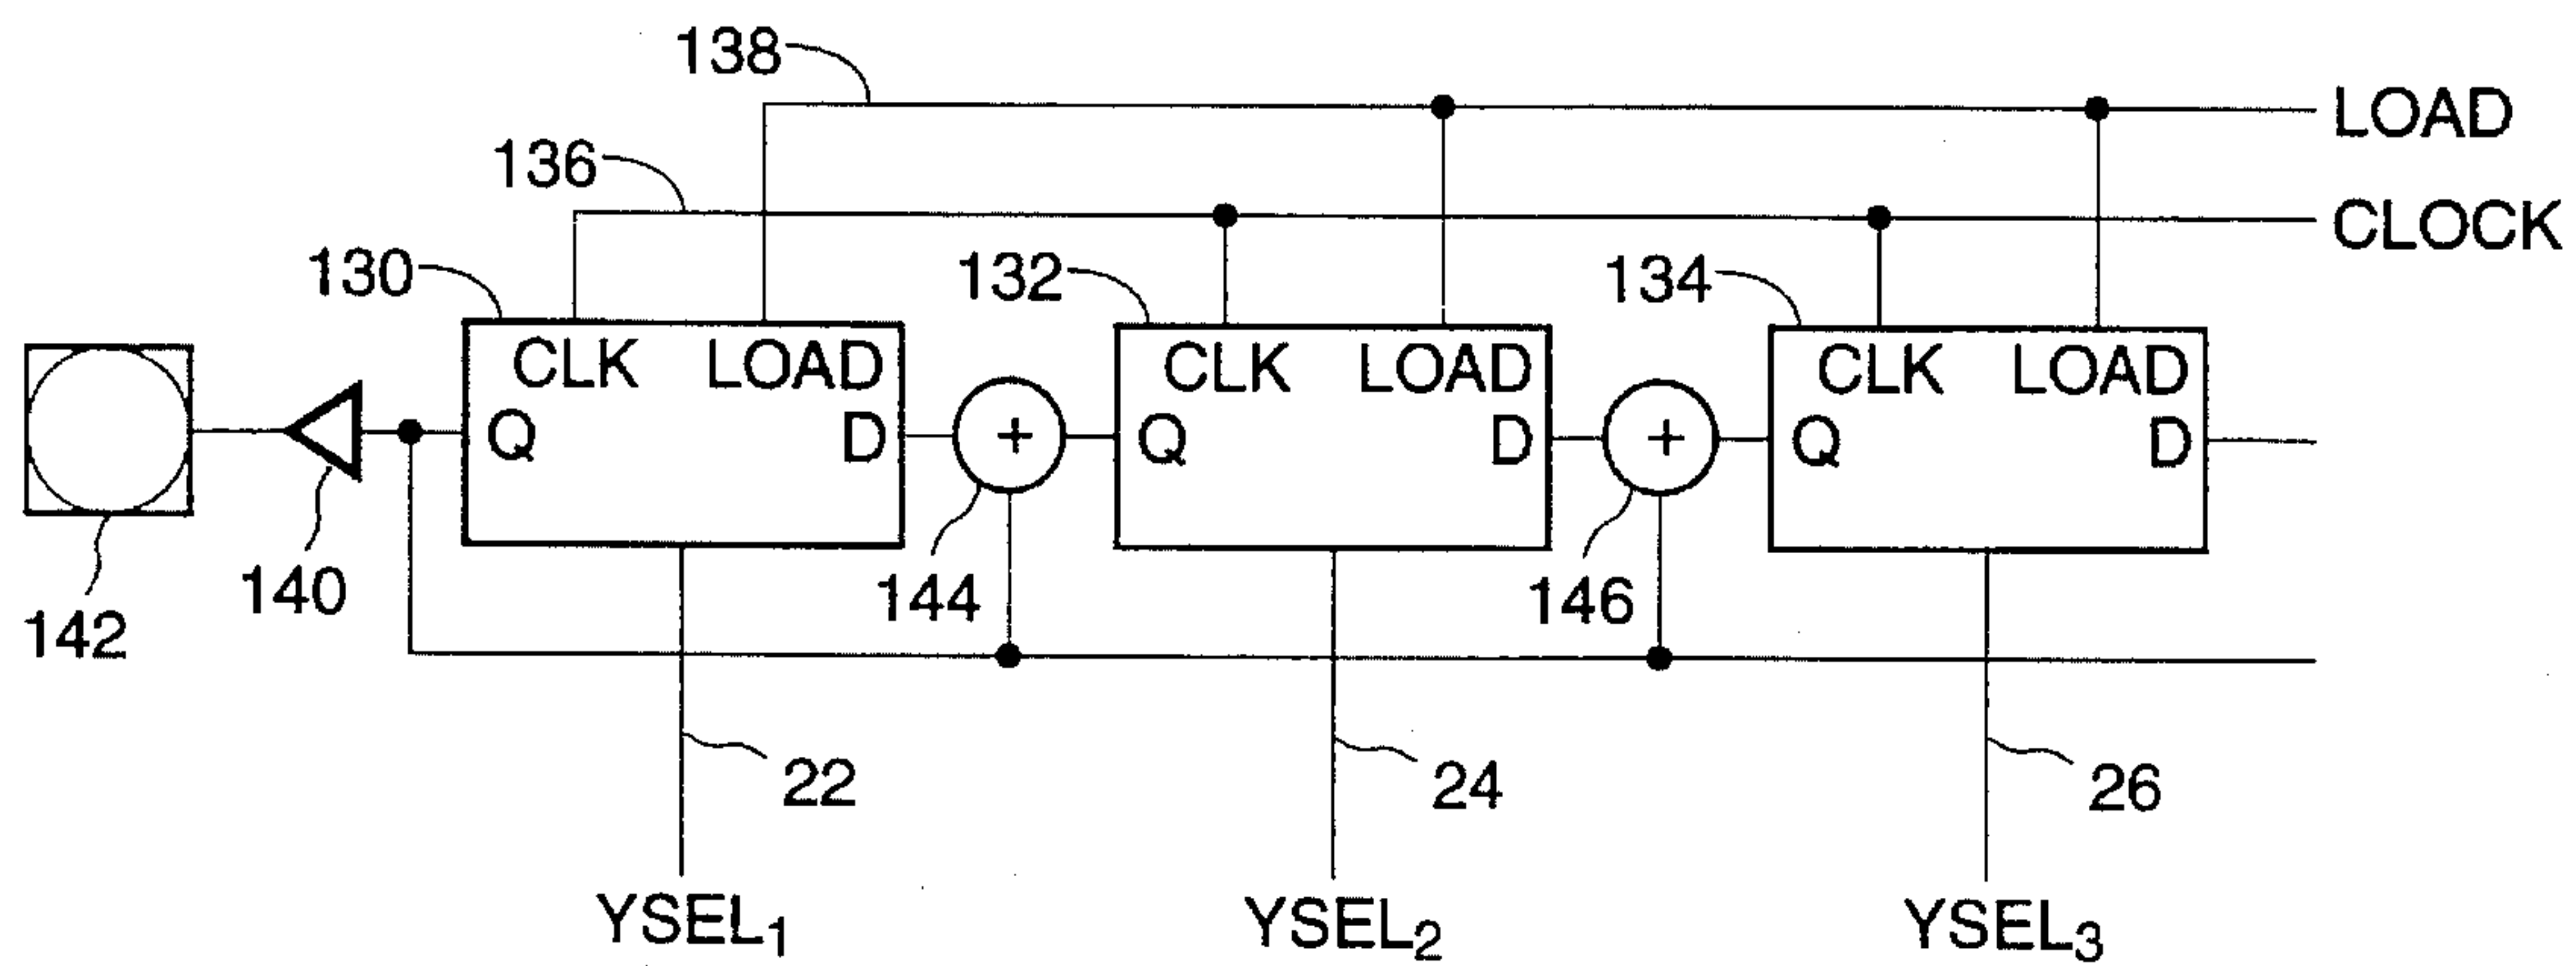 138
LOAD
136
CLOCK
130
132
134
CLK LOAD
CLK LOAD
CLK LOAD
Q D
+
Q D
+
Q D
140
142
144
146
22
24
26
YSEL1
YSEL2
YSEL3